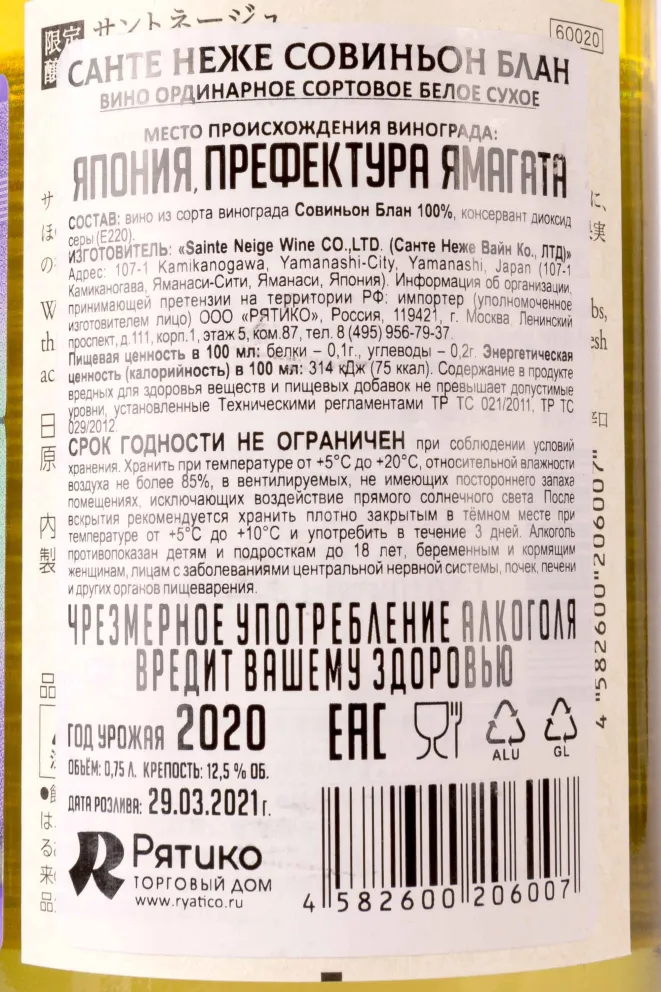 限定 サントネージュ
醸
60020
САНТЕ НЕЖЕ СОВИНЬОН БЛАН
ВИНО ОРДИНАРНОЕ СОРТОВОЕ БЕЛОЕ СУХОЕ
МЕСТО ПРОИСХОЖДЕНИЯ ВИНОГРАДА:
ЯПОНИЯ, ПРЕФЕКТУРА ЯМАГАТА
СОСТАВ: вино из сорта винограда Совиньон Блан 100%, консервант диоксид
серы (Е220).
ИЗГОТОВИТЕЛЬ: «Sainte Neige Wine CO.,LTD. (Санте Неже Вайн Ко., ЛТД)»
Адрес: 107-1 Kamikanogawa, Yamanashi-City, Yamanashi, Japan (107-1
Камиканогава, Яманаси-Сити, Яманаси, Япония). Информация об организации,
принимающей претензии на территории РФ: импортер (уполномоченное
изготовителем лицо) ООО «РЯТИКО», Россия, 119421, г. Москва, Ленинский
проспект, д.111, корп.1, этаж 5, ком.87, тел. 8 (495) 956-79-37.
Пищевая ценность в 100 мл: белки – 0,1г., углеводы – 0,2г. Энергетическая
ценность (калорийность) в 100 мл: 314 кДж (75 ккал). Содержание в продукте
вредных для здоровья веществ и пищевых добавок не превышает допустимые
уровни, установленные Техническими регламентами ТР ТС 021/2011, ТР ТС
029/2012.
СРОК ГОДНОСТИ НЕ ОГРАНИЧЕН при соблюдении условий
хранения. Хранить при температуре от +5°С до +20°С, относительной влажности
воздуха не более 85%, в вентилируемых, не имеющих постороннего запаха
помещениях, исключающих воздействие прямого солнечного света. После
вскрытия рекомендуется хранить плотно закрытым в тёмном месте при
температуре от +5°С до +10°С и употребить в течение 3 дней. Алкоголь
противопоказан детям и подросткам до 18 лет, беременным и кормящим
женщинам, лицам с заболеваниями центральной нервной системы, почек, печени
и других органов пищеварения.
ЧРЕЗМЕРНОЕ УПОТРЕБЛЕНИЕ АЛКОГОЛЯ
ВРЕДИТ ВАШЕМУ ЗДОРОВЬЮ
ГОД УРОЖАЯ 2020
ОБЪЁМ: 0,75 Л. КРЕПОСТЬ: 12,5 % ОБ.
ДАТА РОЗЛИВА: 29.03.2021 г.
EAC
ALU
GL
Рятико
ТОРГОВЫЙ ДОМ
www.ryatico.ru
4 582600 206007
4 "582600"206007"